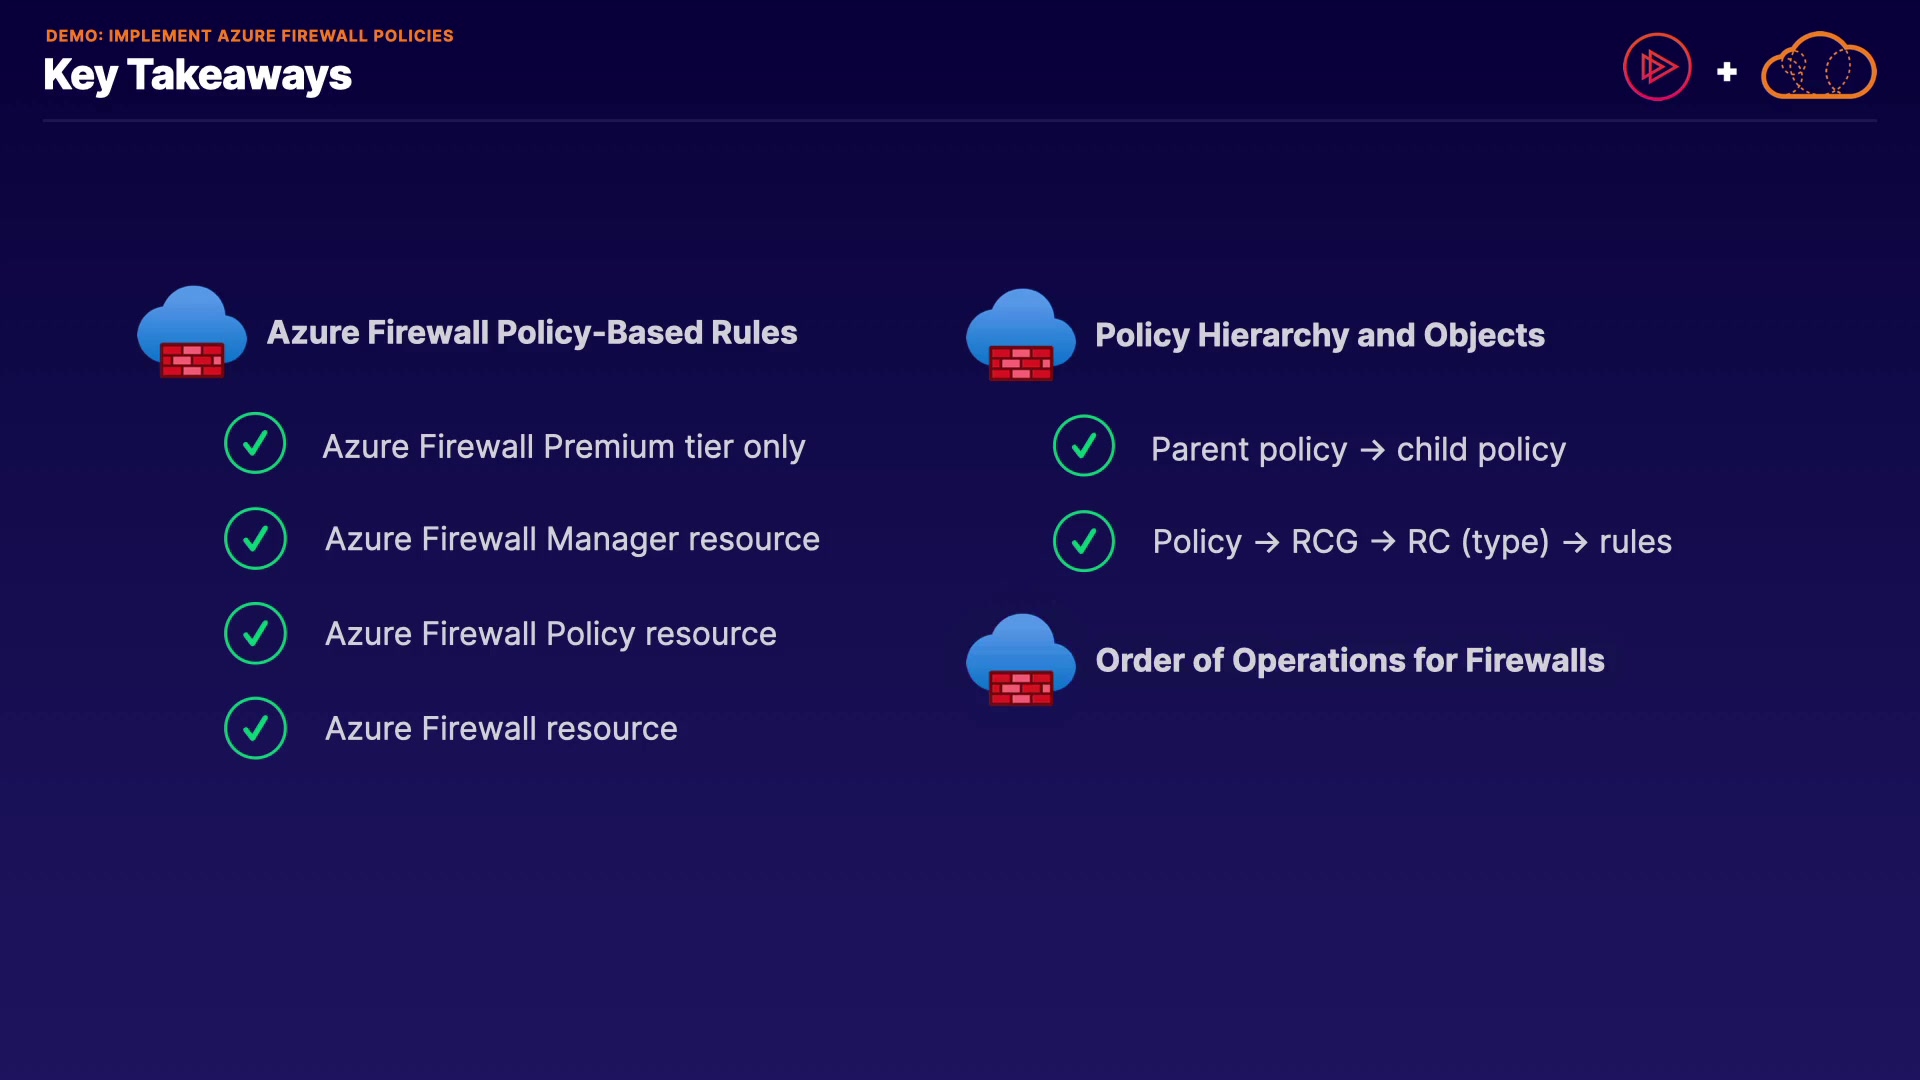 DEMO: IMPLEMENT AZURE FIREWALL POLICIES
Key Takeaways
Azure Firewall Policy-Based Rules
Azure Firewall Premium tier only
Azure Firewall Manager resource
Azure Firewall Policy resource
Azure Firewall resource
Policy Hierarchy and Objects
Parent policy → child policy
Policy → RCG → RC (type) → rules
Order of Operations for Firewalls